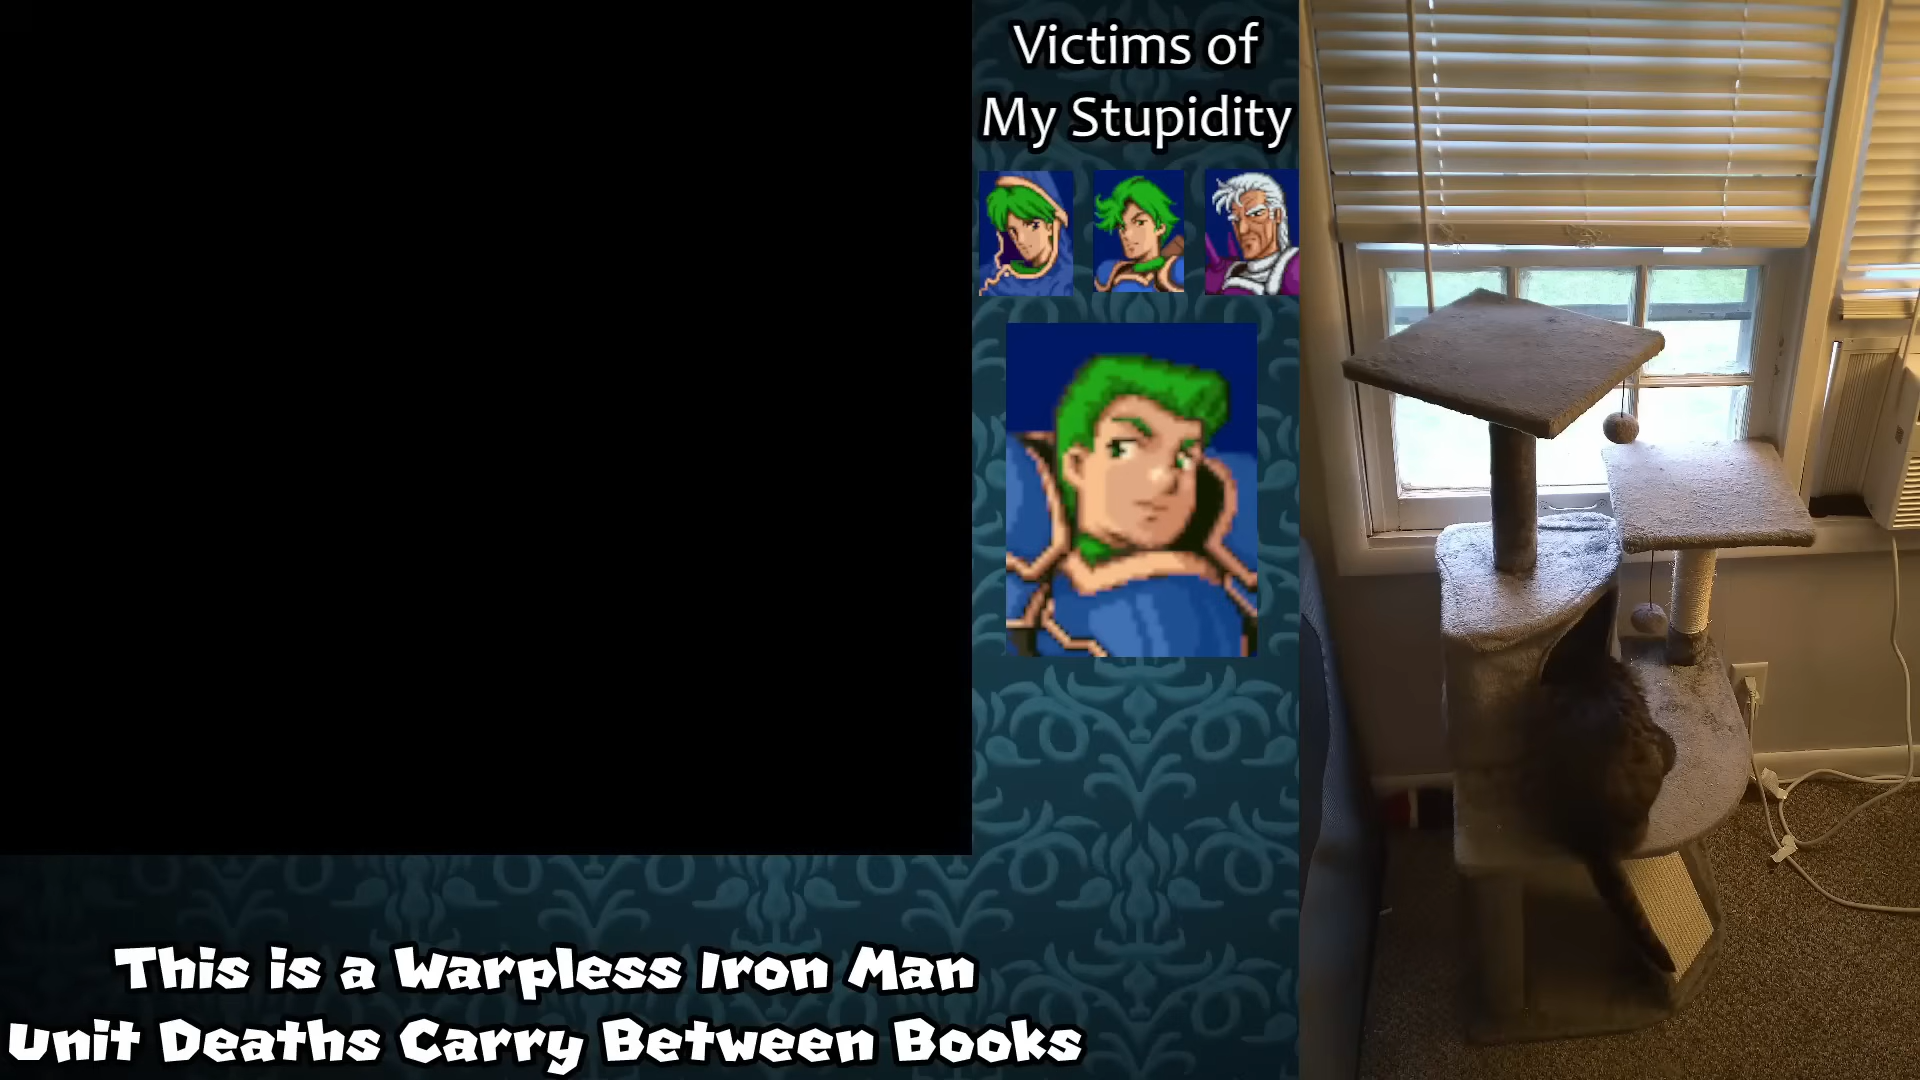 Victims of
My Stupidity
This is a Warpless Iron Man
Unit Deaths Carry Between Books